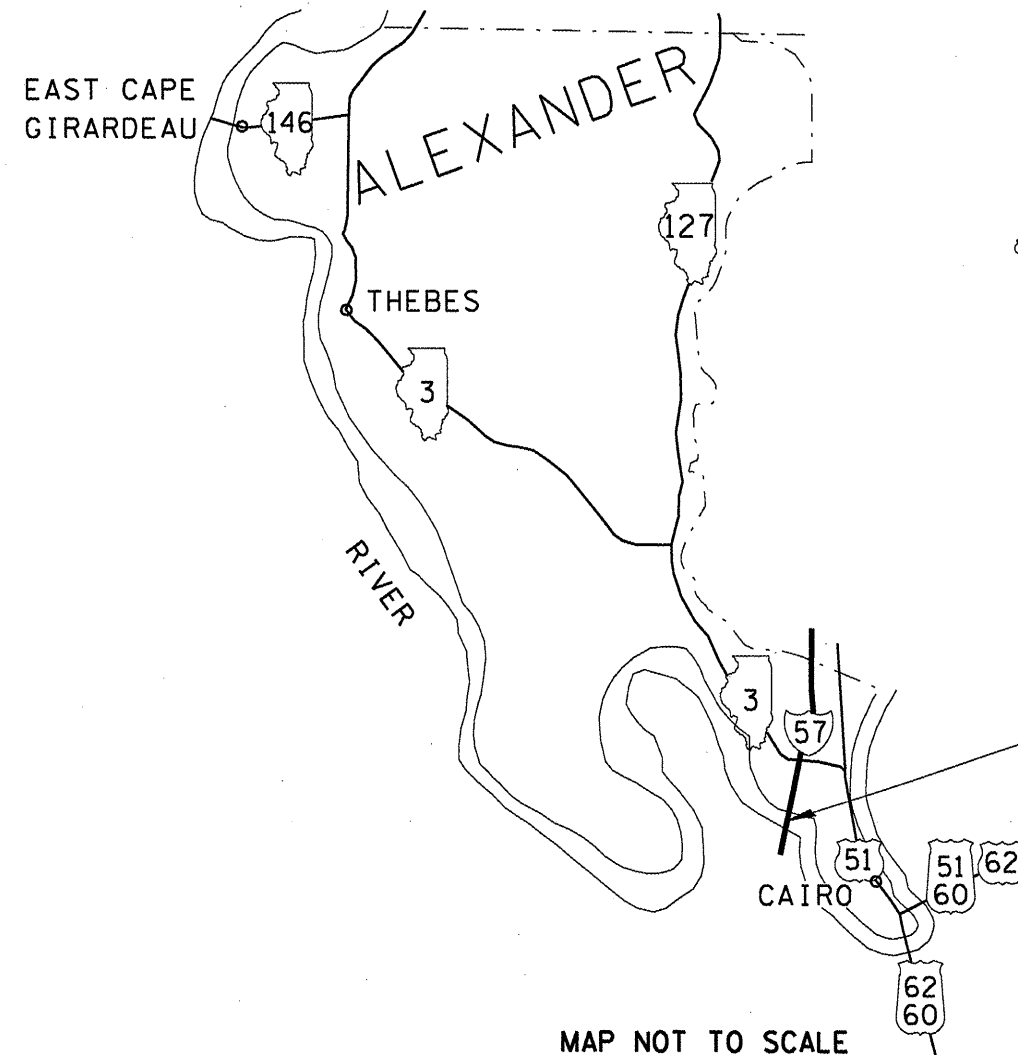 EAST CAPE
GIRARDEAU
146
ALEXANDER
127
THEBES
3
RIVER
3
57
51
51
60
62
CAIRO
62
60
MAP NOT TO SCALE